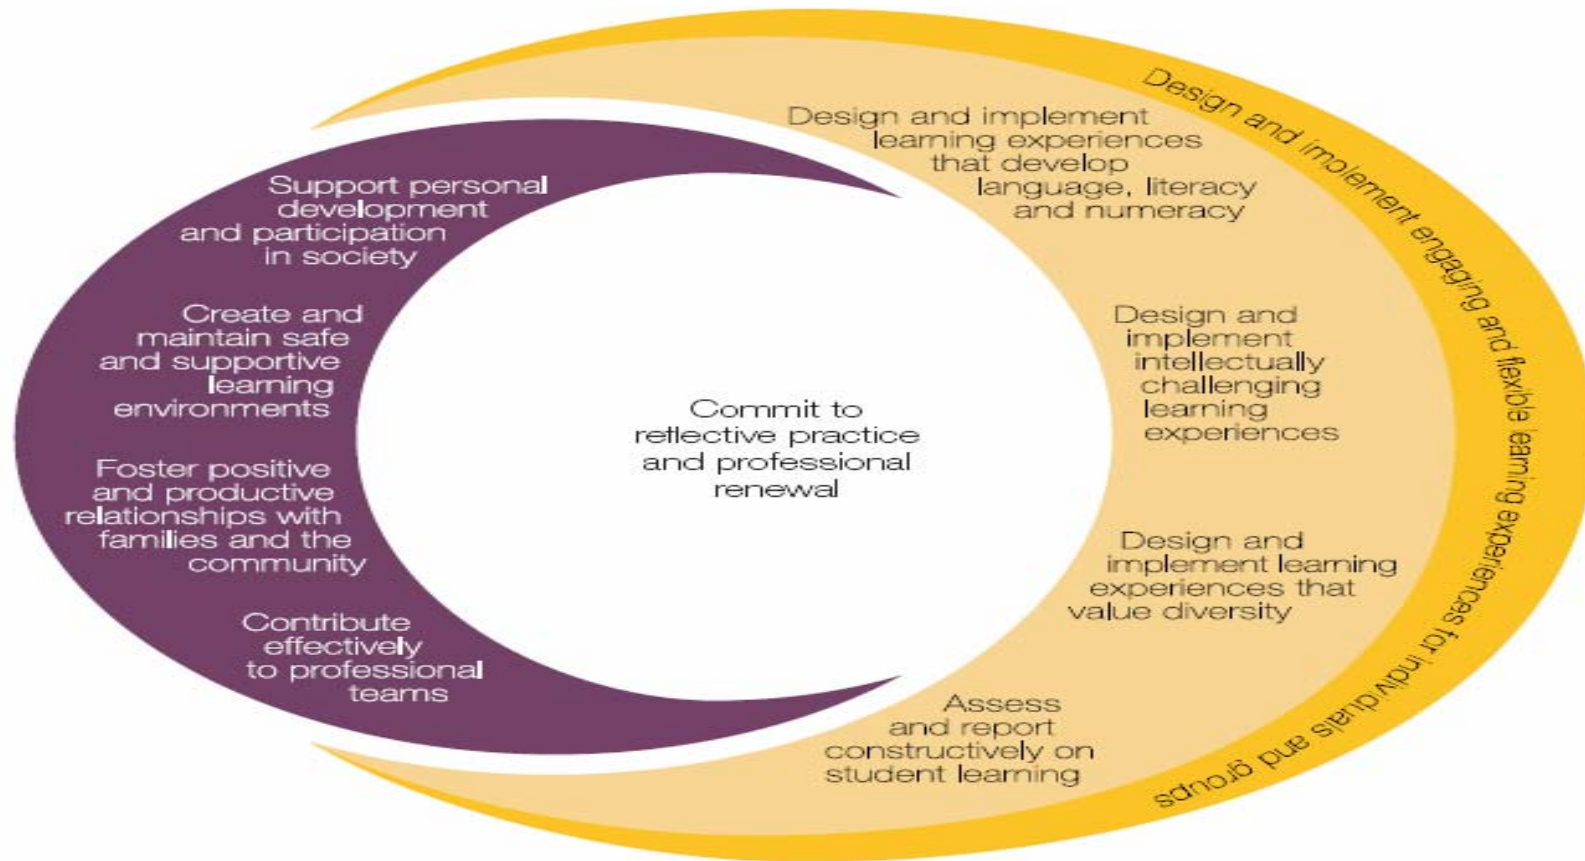 Support personal
development
and participation
in society
Create and
maintain safe
and supportive
learning
environments
Foster positive
and productive
relationships with
families and the
community
Contribute
effectively
to professional
teams
Commit to
reflective practice
and professional
renewal
Design and implement
learning experiences
that develop
language, literacy
and numeracy
Design and
implement
intellectually
challenging
learning
experiences
Design and
implement learning
experiences that
value diversity
Assess
and report
constructively on
student learning
Design and implement engaging and flexible learning experiences for individuals and groups